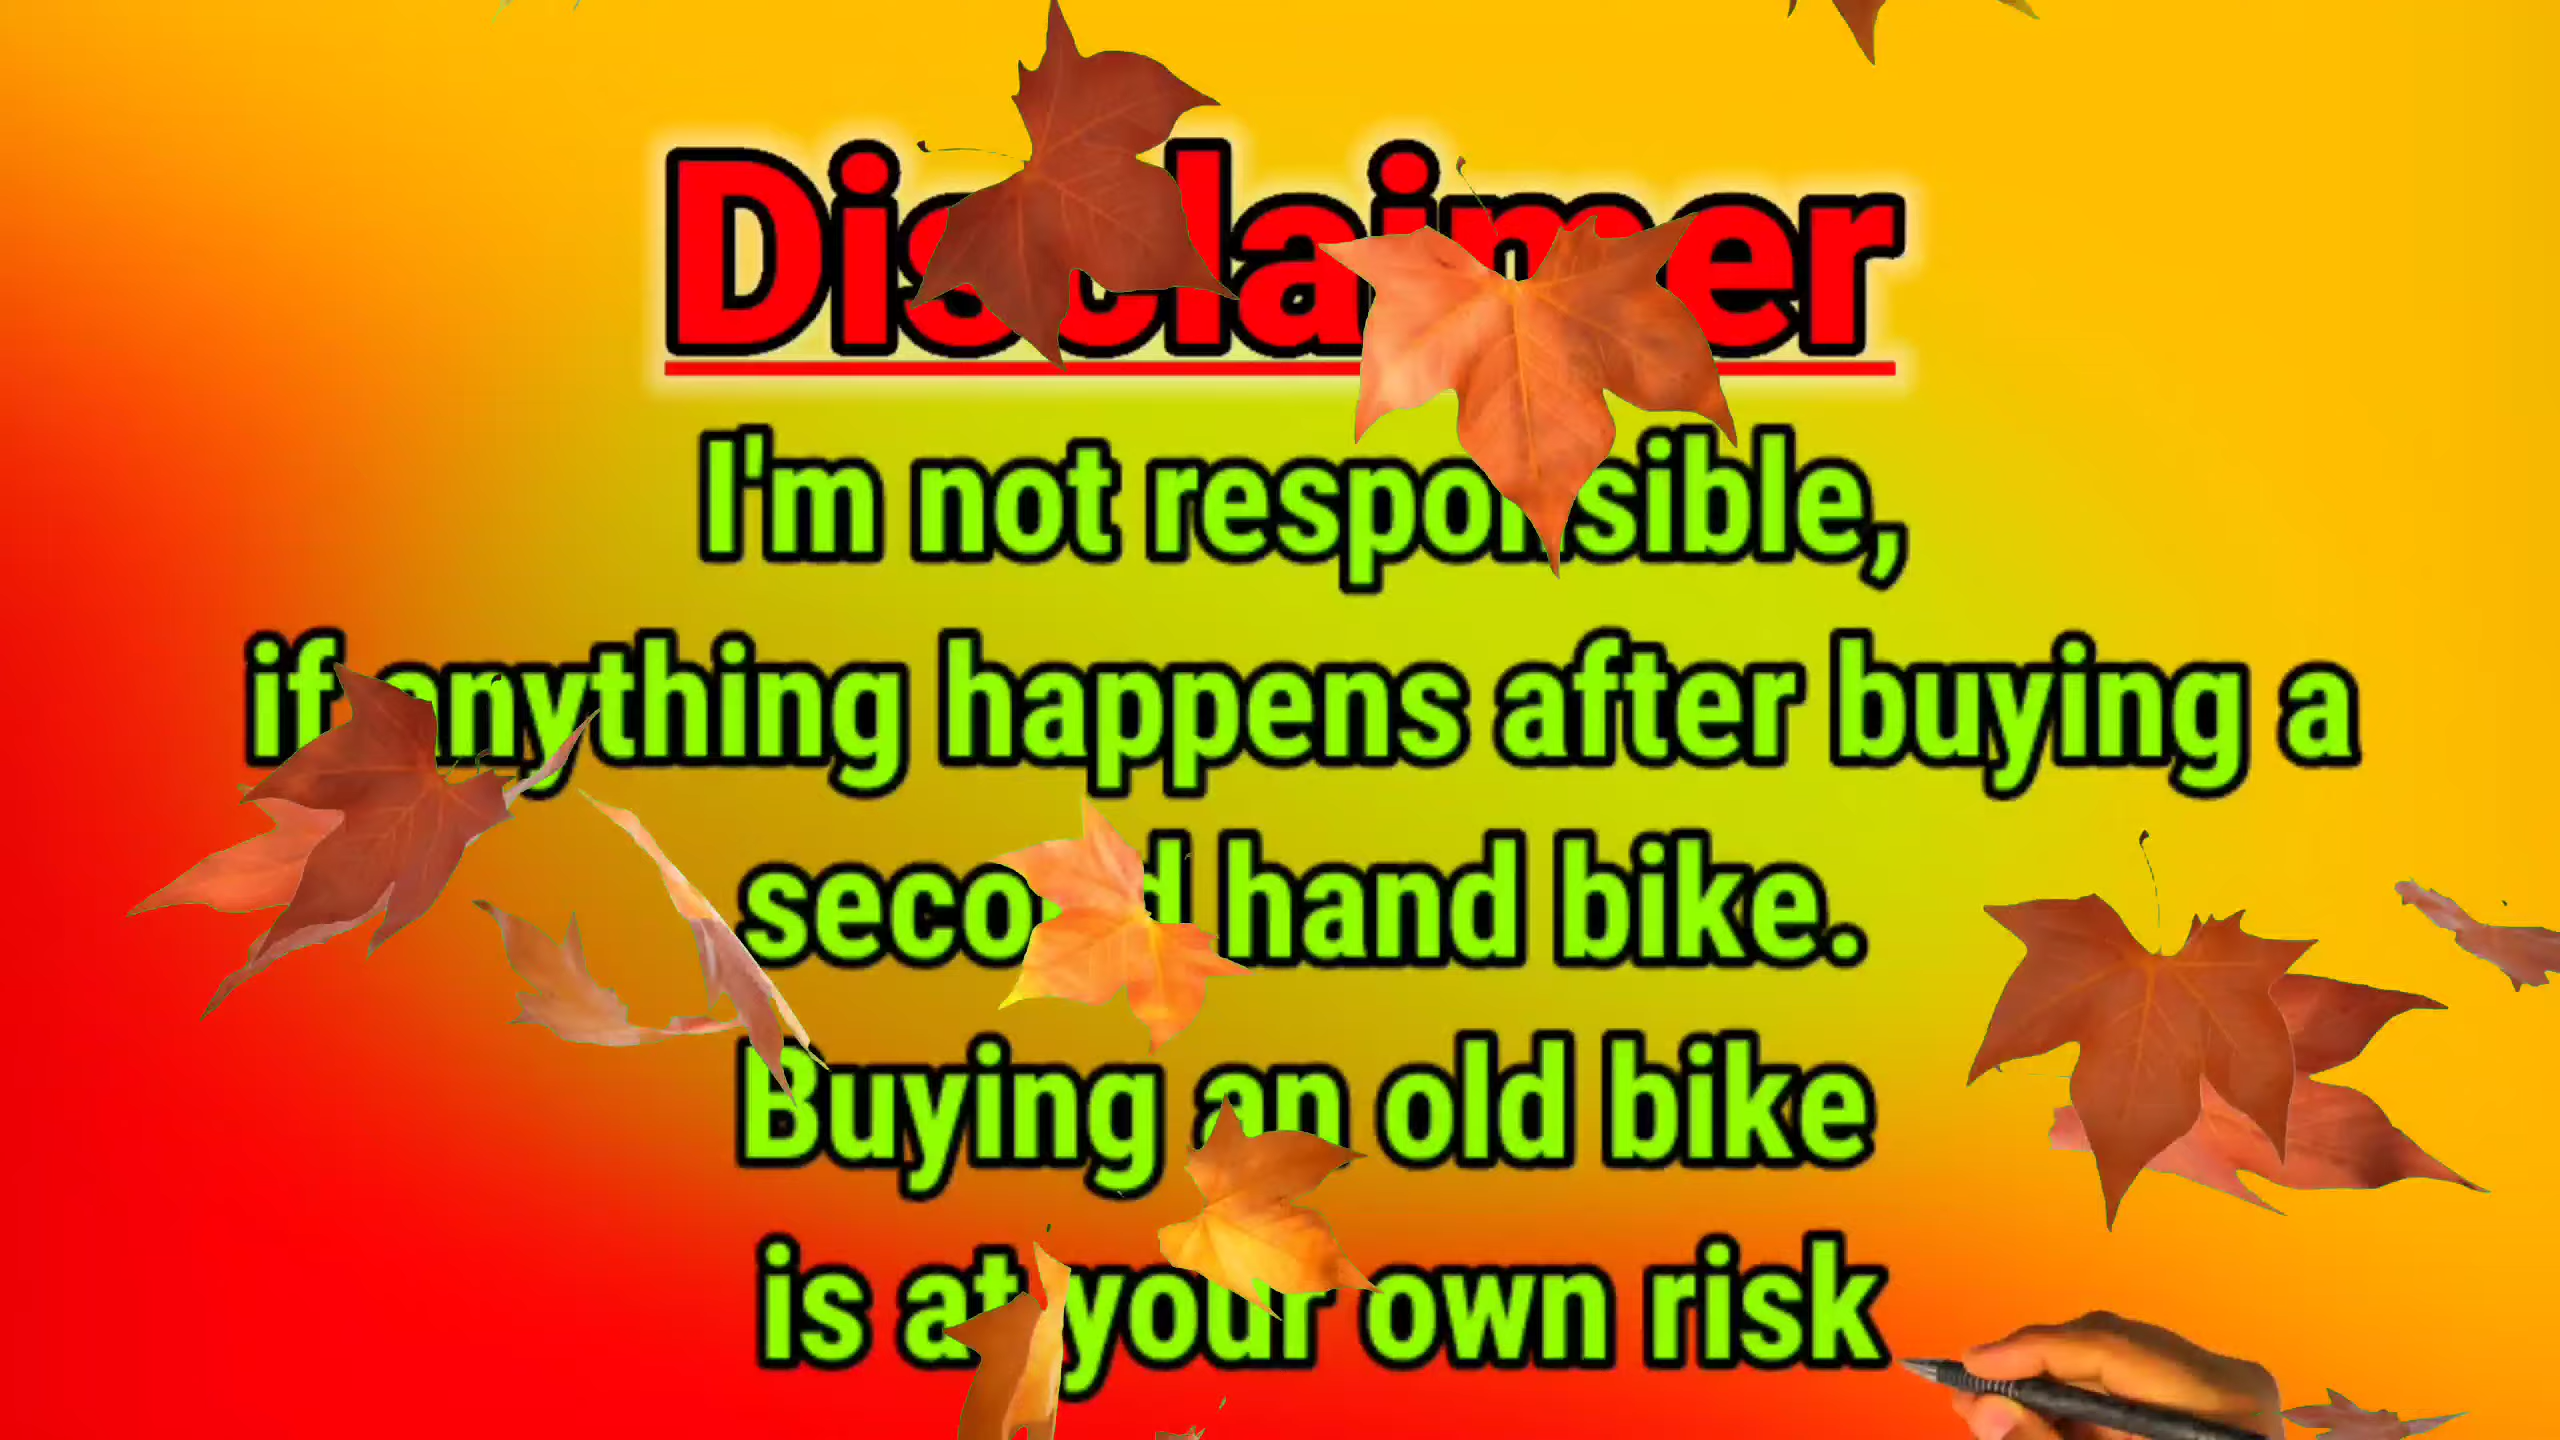 Disclaimer
I'm not responsible,
if anything happens after buying a
second hand bike.
Buying an old bike
is at your own risk